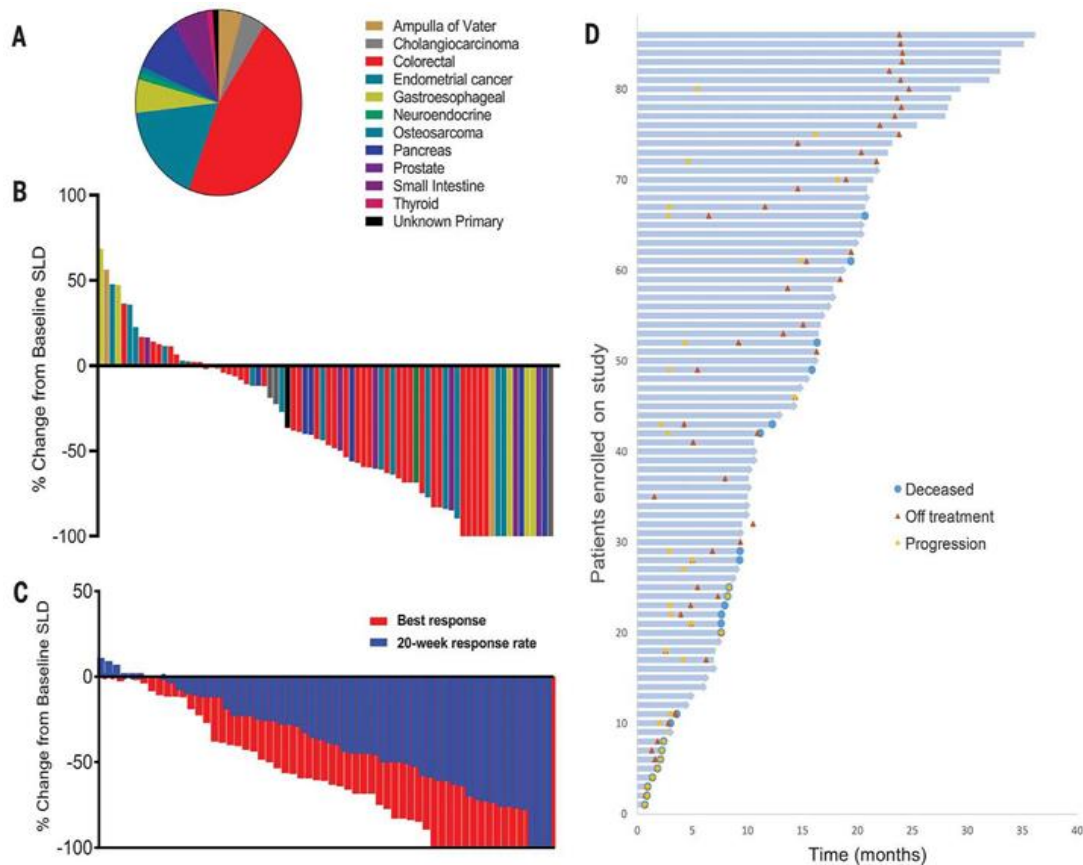 A
Ampulla of Vater
Cholangiocarcinoma
Colorectal
Endometrial cancer
Gastroesophageal
Neuroendocrine
Osteosarcoma
Pancreas
Prostate
Small Intestine
Thyroid
Unknown Primary
B
% Change from Baseline SLD
100
50
0
-50
-100
C
% Change from Baseline SLD
50
0
-50
-100
Best response
20-week response rate
D
Patients enrolled on study
80
70
60
50
40
30
20
10
0
Deceased
Off treatment
Progression
0
5
10
15
20
25
30
35
40
Time (months)